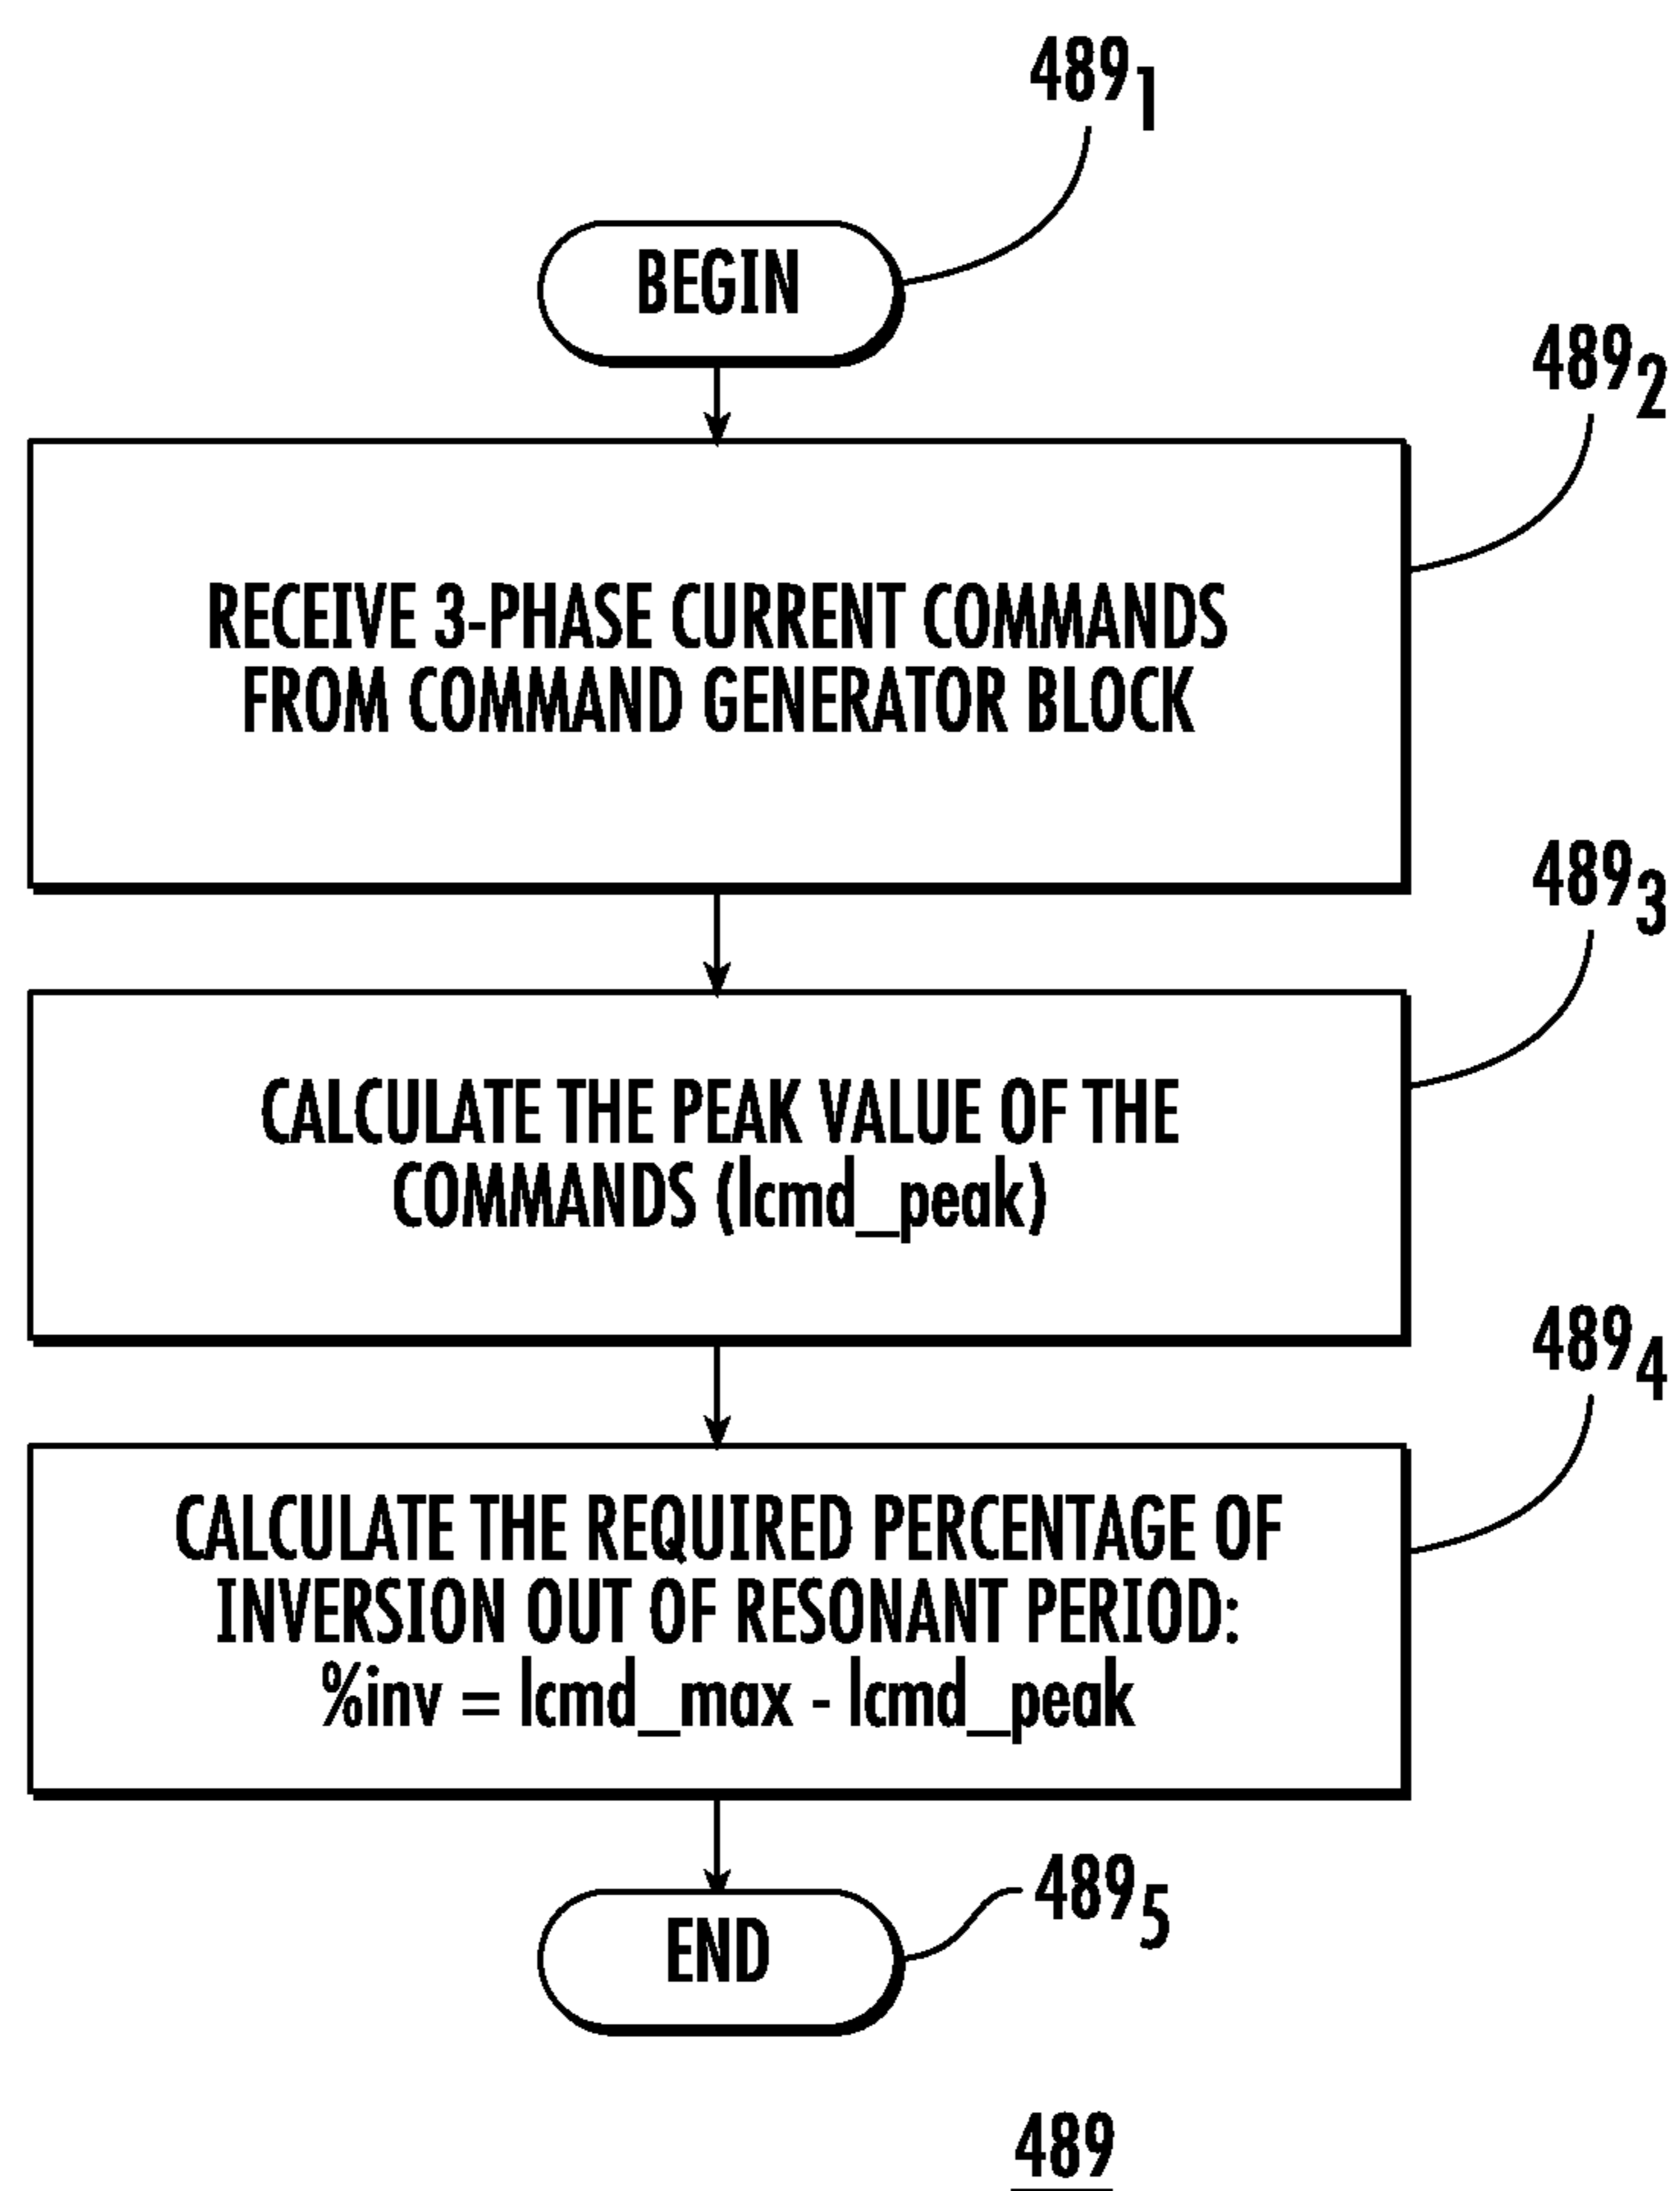 489₁
BEGIN
489₂
RECEIVE 3-PHASE CURRENT COMMANDS
FROM COMMAND GENERATOR BLOCK
489₃
CALCULATE THE PEAK VALUE OF THE
COMMANDS (Icmd_peak)
489₄
CALCULATE THE REQUIRED PERCENTAGE OF
INVERSION OUT OF RESONANT PERIOD:
%inv = Icmd_max - Icmd_peak
489₅
END
489